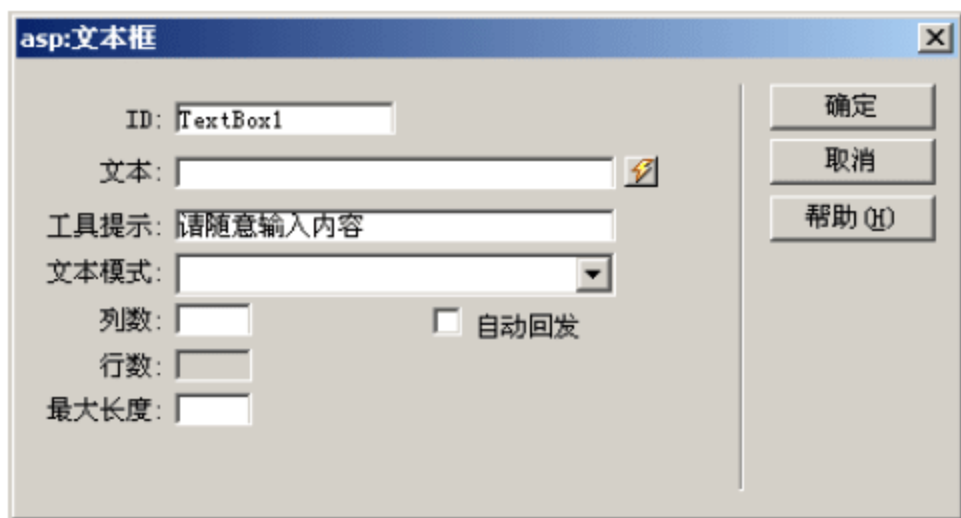 asp:文本框
ID: TextBox1
文本:
工具提示: 请随意输入内容
文本模式:
列数:
自动回发
行数:
最大长度:
确定
取消
帮助(H)